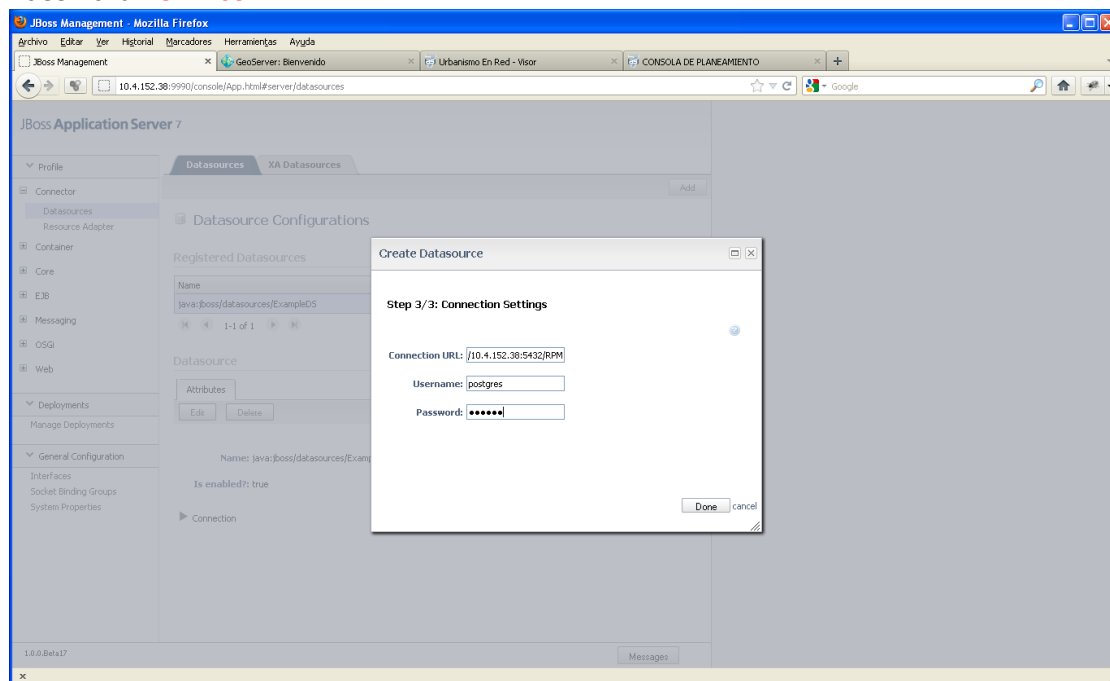 JBoss Management - Mozilla Firefox
Archivo Editar Ver Historial Marcadores Herramientas Ayuda
JBoss Management GeoServer: Bienvenido Urbanismo En Red - Visor CONSOLA DE PLANEAMIENTO
10.4.152.38:9990/console/App.html#server/datasources Google
JBoss Application Server 7
Profile
Datasources XA Datasources
Connector
Add
Datasources
Resource Adapter
Datasource Configurations
Container
Core
EJB
Messaging
OSGi
Web
Registered Datasources
Name
java:jboss/datasources/ExampleDS
1-1 of 1
Datasource
Attributes
Edit Delete
Deployments
Manage Deployments
General Configuration
Interfaces
Socket Binding Groups
System Properties
Name: java:jboss/datasources/Exam
Is enabled?: true
Connection
Create Datasource
Step 3/3: Connection Settings
Connection URL: /10.4.152.38:5432/RPM
Username: postgres
Password: ••••••
Done cancel
1.0.0.Beta17
Messages